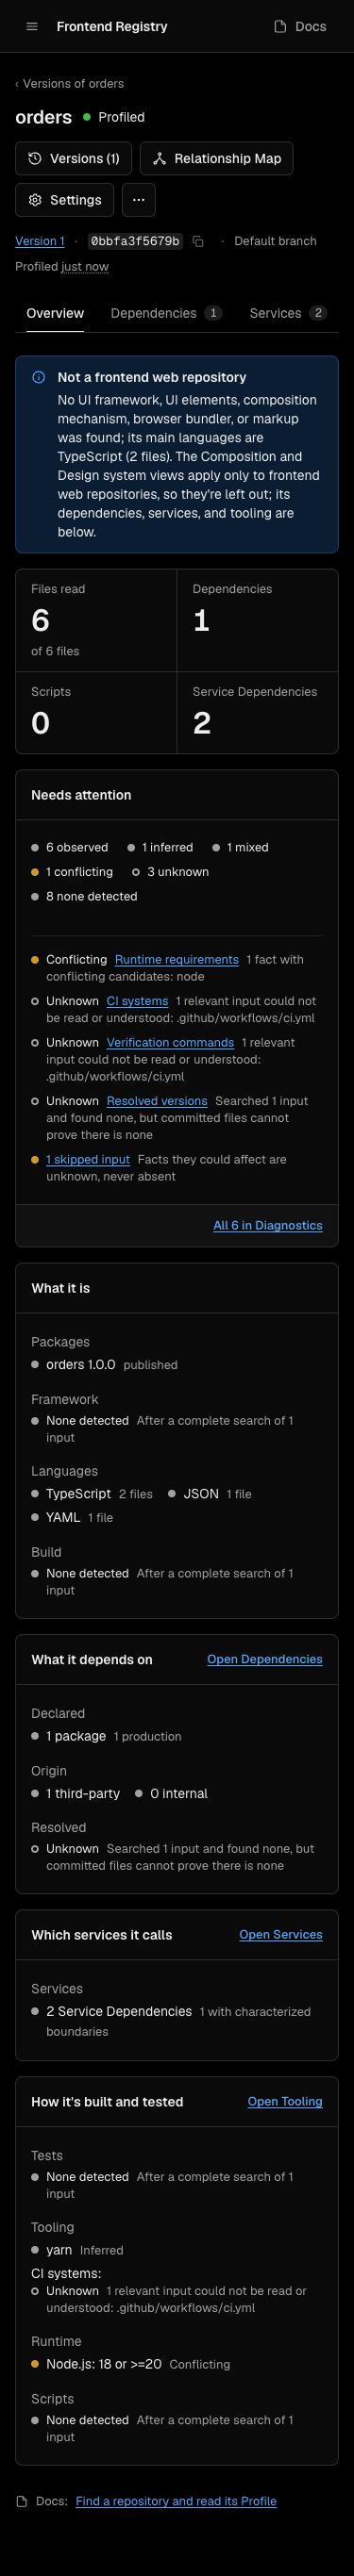 Frontend Registry
Docs
‹ Versions of orders
orders
Profiled
Versions (1)
Relationship Map
Settings
Version 1 · 0bbfa3f5679b · Default branch
Profiled just now
Overview
Dependencies 1
Services 2
Not a frontend web repository
No UI framework, UI elements, composition
mechanism, browser bundler, or markup
was found; its main languages are
TypeScript (2 files). The Composition and
Design system views apply only to frontend
web repositories, so they're left out; its
dependencies, services, and tooling are
below.
Files read
6
of 6 files
Dependencies
1
Scripts
0
Service Dependencies
2
Needs attention
6 observed
1 inferred
1 mixed
1 conflicting
3 unknown
8 none detected
Conflicting Runtime requirements 1 fact with
conflicting candidates: node
Unknown CI systems 1 relevant input could not
be read or understood: .github/workflows/ci.yml
Unknown Verification commands 1 relevant
input could not be read or understood:
.github/workflows/ci.yml
Unknown Resolved versions Searched 1 input
and found none, but committed files cannot
prove there is none
1 skipped input Facts they could affect are
unknown, never absent
All 6 in Diagnostics
What it is
Packages
orders 1.0.0 published
Framework
None detected After a complete search of 1
input
Languages
TypeScript 2 files
JSON 1 file
YAML 1 file
Build
None detected After a complete search of 1
input
What it depends on
Open Dependencies
Declared
1 package 1 production
Origin
1 third-party
0 internal
Resolved
Unknown Searched 1 input and found none, but
committed files cannot prove there is none
Which services it calls
Open Services
Services
2 Service Dependencies 1 with characterized
boundaries
How it's built and tested
Open Tooling
Tests
None detected After a complete search of 1
input
Tooling
yarn Inferred
CI systems:
Unknown 1 relevant input could not be read or
understood: .github/workflows/ci.yml
Runtime
Node.js: 18 or >=20 Conflicting
Scripts
None detected After a complete search of 1
input
Docs: Find a repository and read its Profile